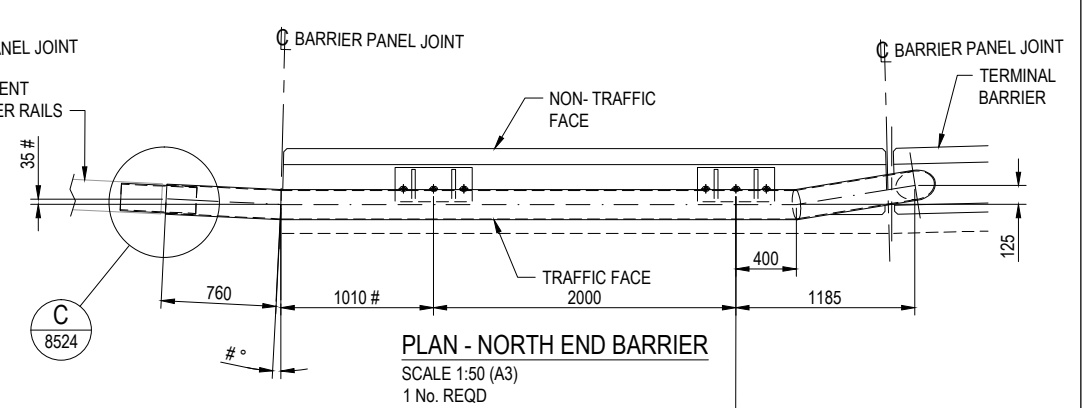 ANEL JOINT
℄ BARRIER PANEL JOINT
℄ BARRIER PANEL JOINT
ENT
ER RAILS
NON- TRAFFIC
FACE
TERMINAL
BARRIER
35 #
125
TRAFFIC FACE
400
760
1010 #
2000
1185
C
8524
# °
PLAN - NORTH END BARRIER
SCALE 1:50 (A3)
1 No. REQD